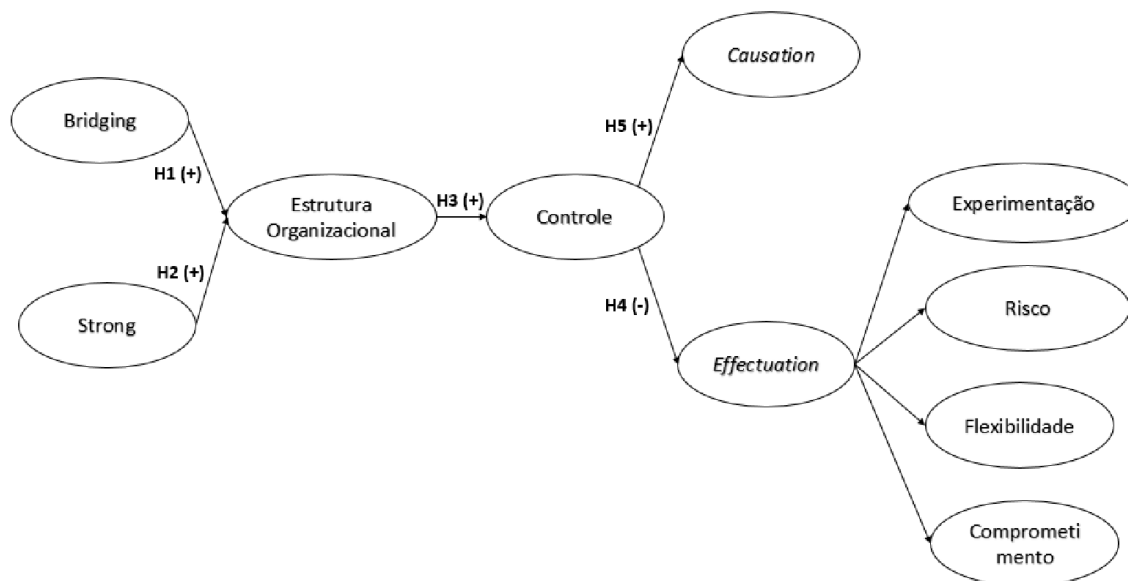 Causation
Bridging
H5 (+)
H1 (+)
Estrutura
Organizacional
H3 (+)
Controle
Experimentação
H2 (+)
H4 (-)
Risco
Strong
Effectuation
Flexibilidade
Comprometi
mento